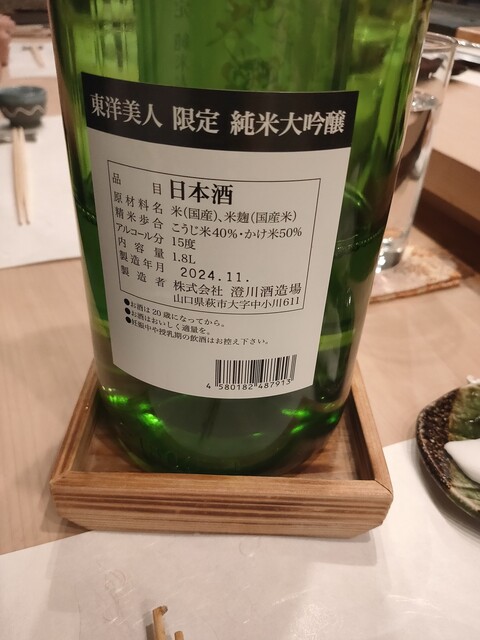 東洋美人 限定 純米大吟醸
品目 日本酒
原材料名 米(国産)、米麹(国産米)
精米歩合 こうじ米40%・かけ米50%
アルコール分 15度
内容量 1.8L
製造年月 2024.11.
製造者 株式会社 澄川酒造場
山口県萩市大字中小川611
●お酒は20歳になってから。
●お酒はおいしく適量を。
●妊娠中や授乳期の飲酒はお控え下さい。
4 580182 487913